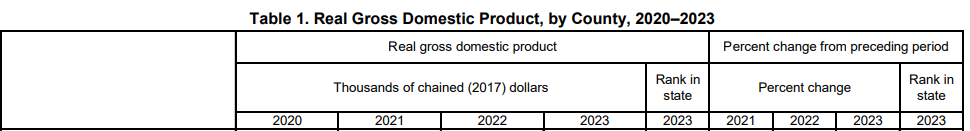 Table 1. Real Gross Domestic Product, by County, 2020–2023
Real gross domestic product Percent change from preceding period
Thousands of chained (2017) dollars Rank in state Percent change Rank in state
2020 2021 2022 2023 2023 2021 2022 2023 2023